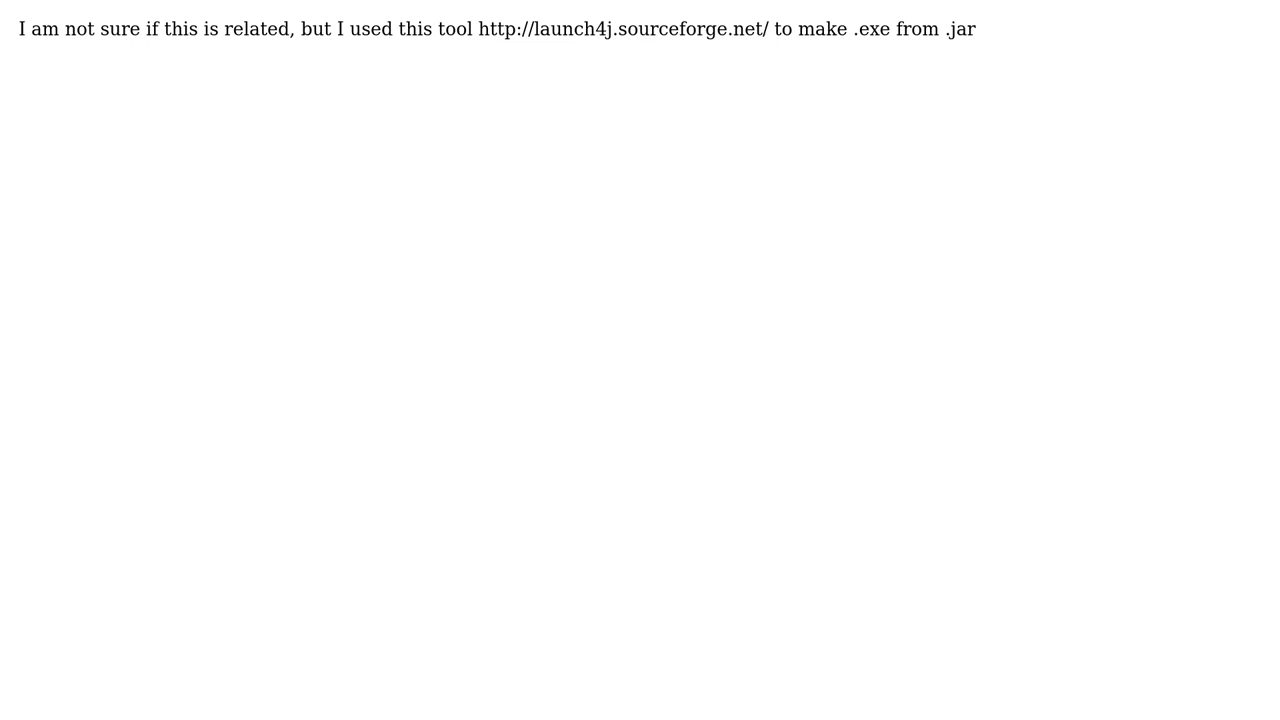 I am not sure if this is related, but I used this tool http://launch4j.sourceforge.net/ to make .exe from .jar